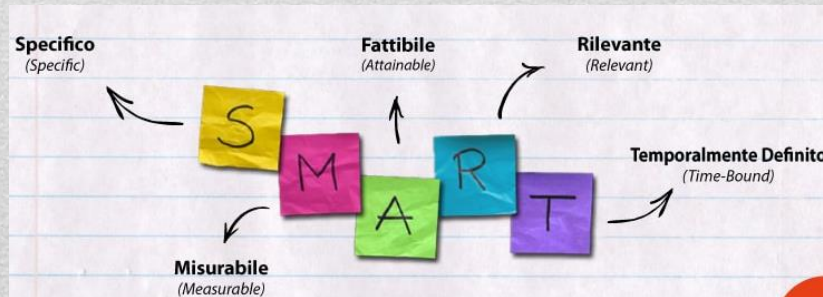 Specifico
(Specific)
Fattibile
(Attainable)
Rilevante
(Relevant)
S
M
A
R
T
Temporalmente Definito
(Time-Bound)
Misurabile
(Measurable)